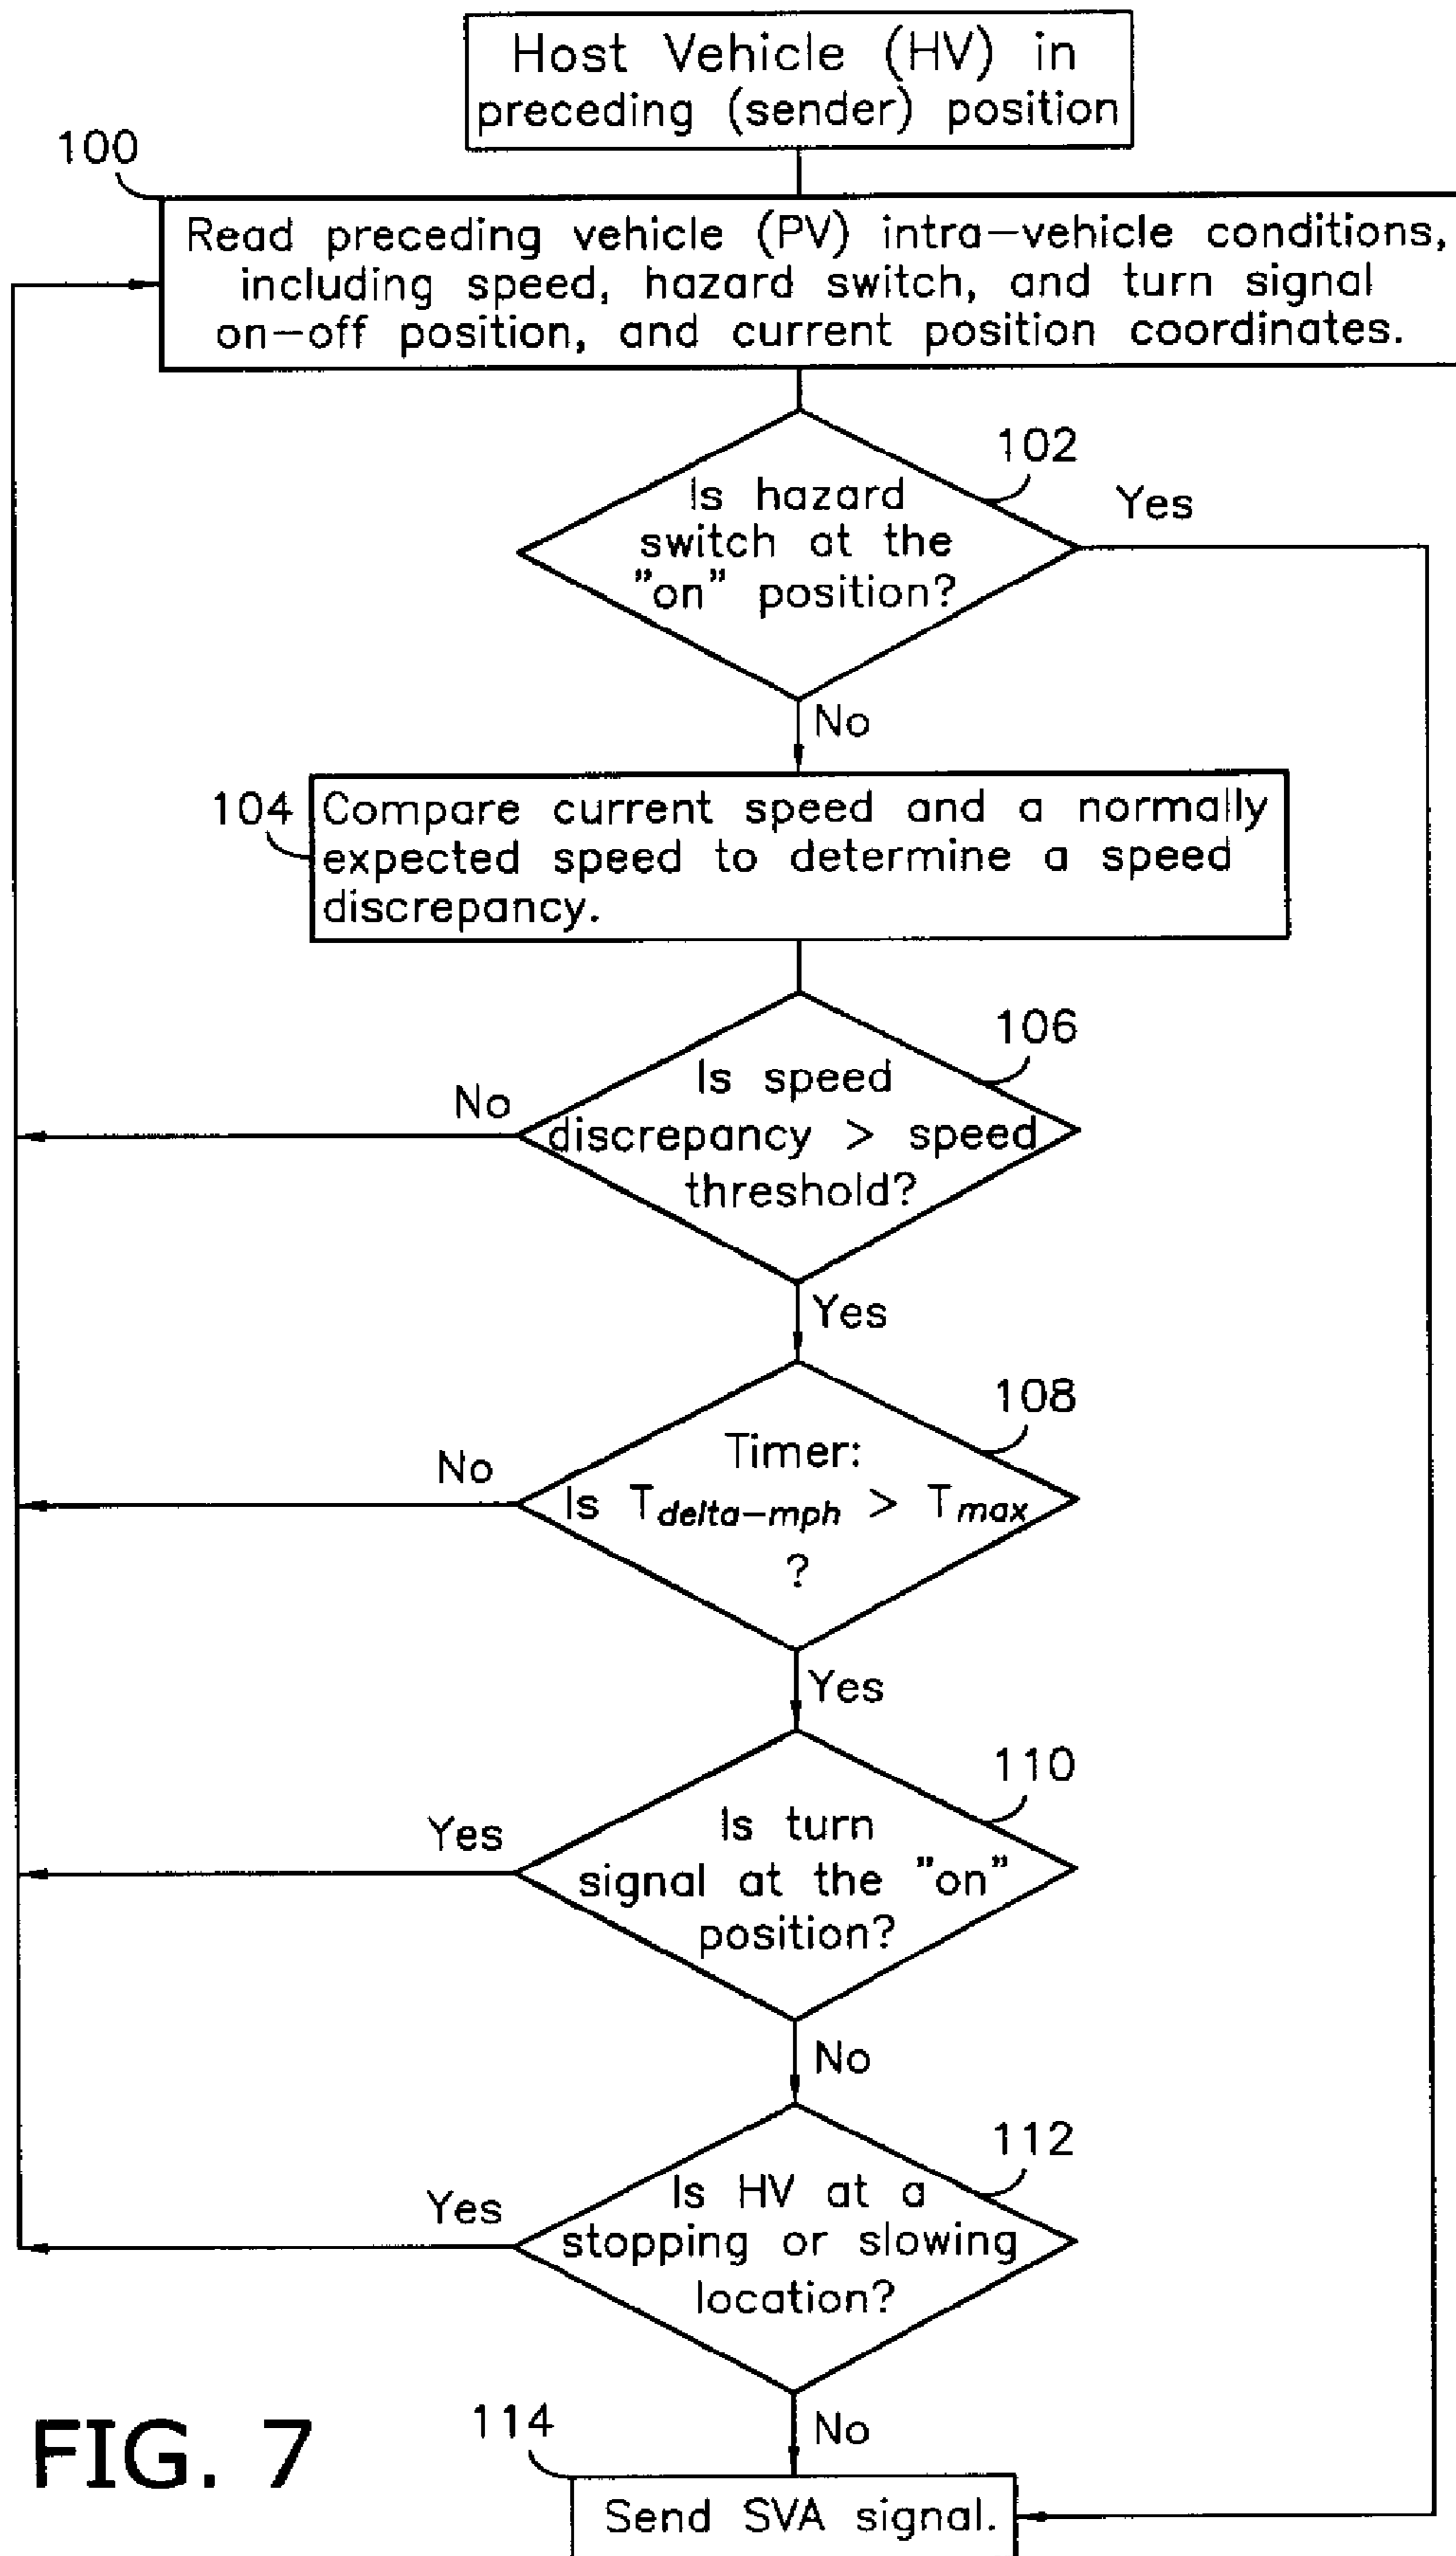 Host Vehicle (HV) in
preceding (sender) position
100
Read preceding vehicle (PV) intra-vehicle conditions,
including speed, hazard switch, and turn signal
on-off position, and current position coordinates.
102
Is hazard
switch at the
"on" position?
Yes
No
104
Compare current speed and a normally
expected speed to determine a speed
discrepancy.
106
Is speed
discrepancy > speed
threshold?
No
Yes
108
Timer:
Is Tdelta-mph > Tmax
?
No
Yes
110
Is turn
signal at the "on"
position?
Yes
No
112
Is HV at a
stopping or slowing
location?
Yes
No
114
Send SVA signal.
FIG. 7